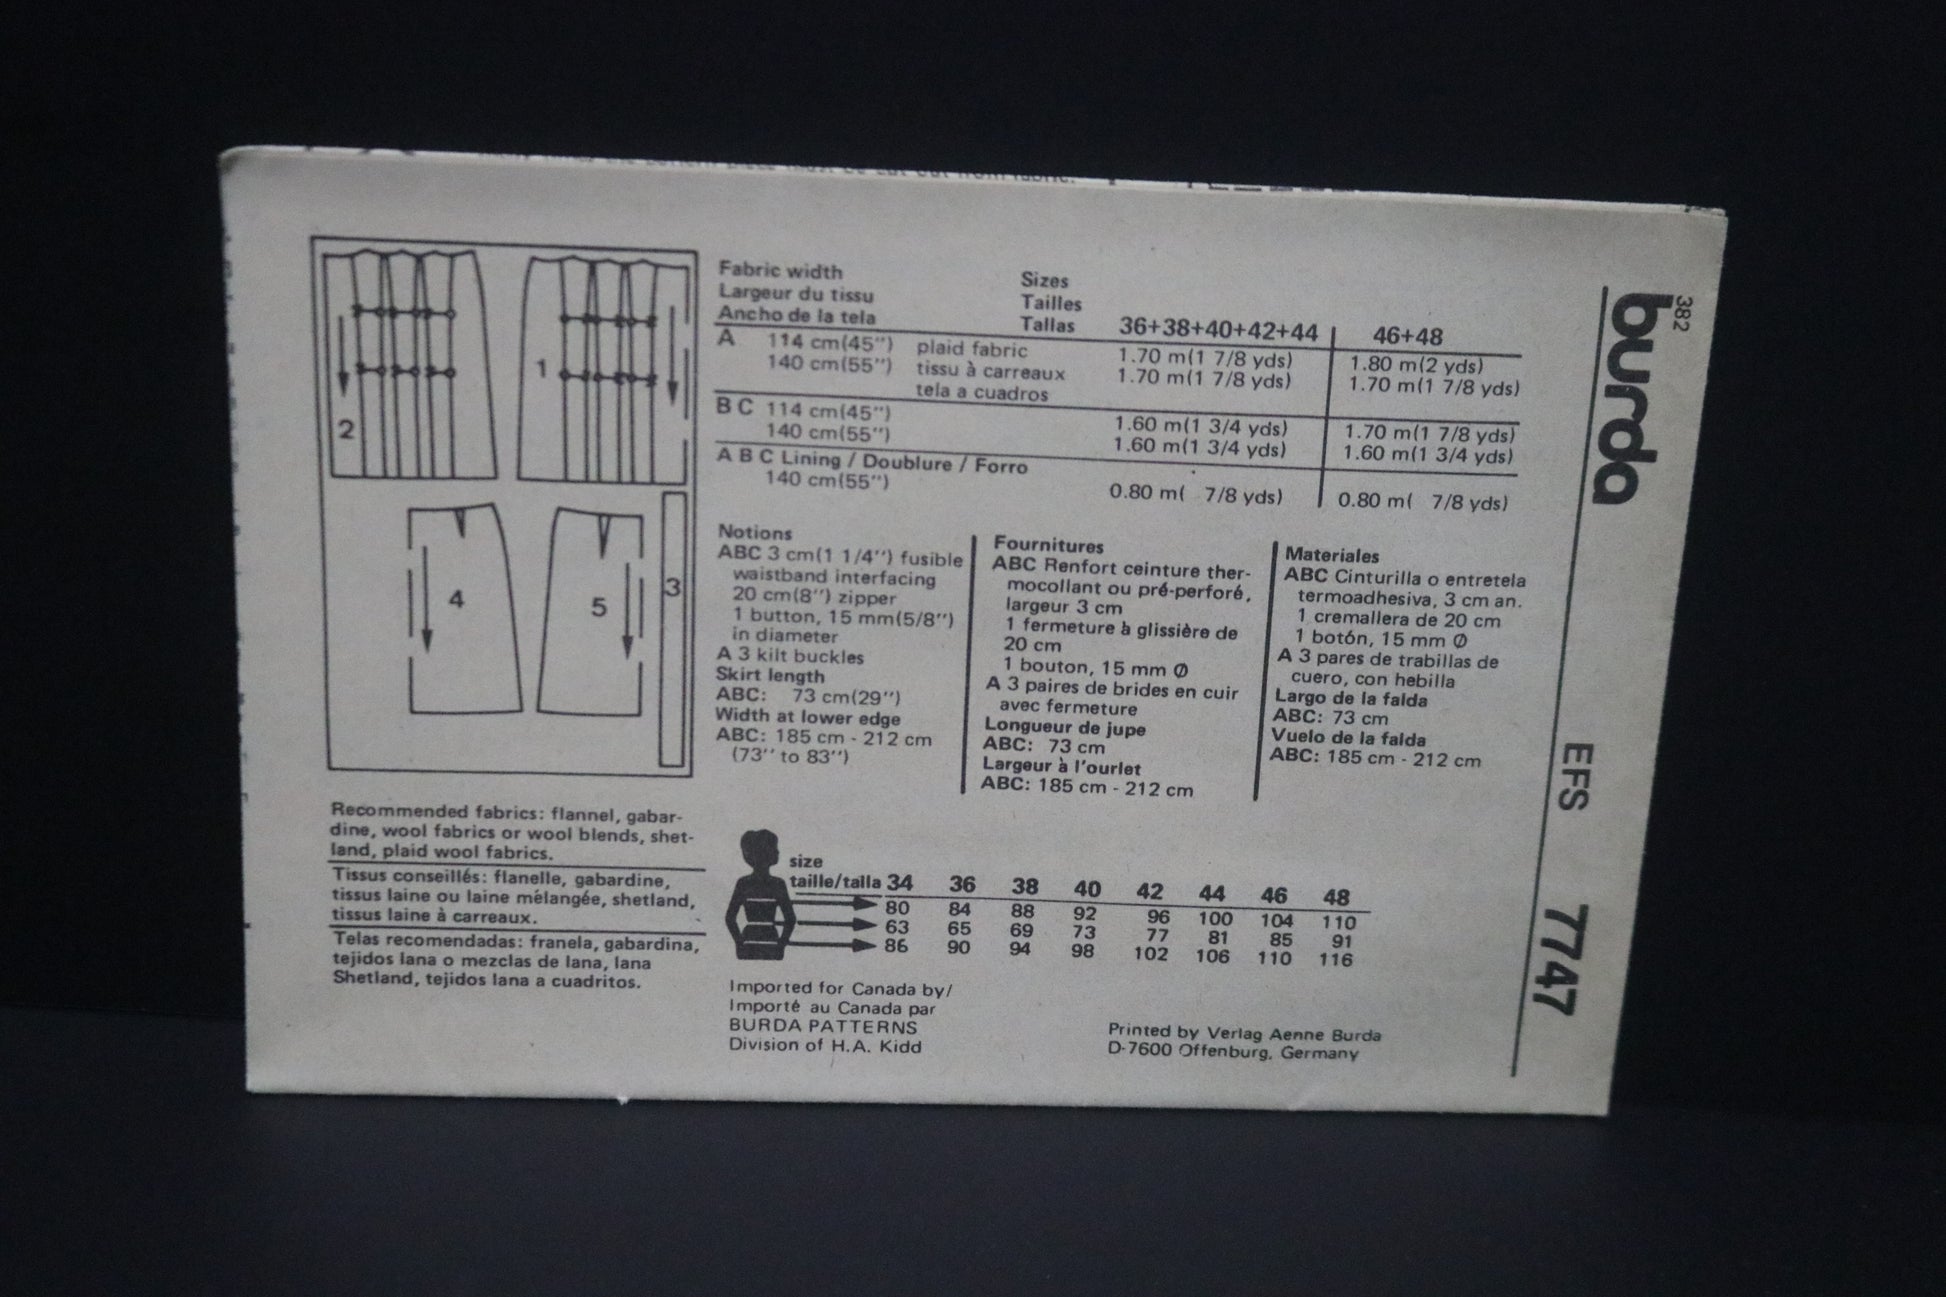 Fabric width
Largeur du tissu
Ancho de la tela
Sizes
Tailles
Tallas
36+38+40+42+44
46+48
A 114 cm(45'') plaid fabric 1.70 m(1 7/8 yds) 1.80 m(2 yds)
140 cm(55'') tissu à carreaux 1.70 m(1 7/8 yds) 1.70 m(1 7/8 yds)
tela a cuadros
B C 114 cm(45'') 1.60 m(1 3/4 yds) 1.70 m(1 7/8 yds)
140 cm(55'') 1.60 m(1 3/4 yds) 1.60 m(1 3/4 yds)
A B C Lining / Doublure / Forro
140 cm(55'') 0.80 m( 7/8 yds) 0.80 m( 7/8 yds)
2
1
4
5
3
Notions
ABC 3 cm(1 1/4'') fusible
waistband interfacing
20 cm(8'') zipper
1 button, 15 mm(5/8'')
in diameter
A 3 kilt buckles
Skirt length
ABC: 73 cm(29'')
Width at lower edge
ABC: 185 cm - 212 cm
(73'' to 83'')
Fournitures
ABC Renfort ceinture ther-
mocollant ou pré-perforé,
largeur 3 cm
1 fermeture à glissière de
20 cm
1 bouton, 15 mm Ø
A 3 paires de brides en cuir
avec fermeture
Longueur de jupe
ABC: 73 cm
Largeur à l'ourlet
ABC: 185 cm - 212 cm
Materiales
ABC Cinturilla o entretela
termoadhesiva, 3 cm an.
1 cremallera de 20 cm
1 botón, 15 mm Ø
A 3 pares de trabillas de
cuero, con hebilla
Largo de la falda
ABC: 73 cm
Vuelo de la falda
ABC: 185 cm - 212 cm
Recommended fabrics: flannel, gabar-
dine, wool fabrics or wool blends, shet-
land, plaid wool fabrics.
Tissus conseillés: flanelle, gabardine,
tissus laine ou laine mélangée, shetland,
tissus laine à carreaux.
Telas recomendadas: franela, gabardina,
tejidos lana o mezclas de lana, lana
Shetland, tejidos lana a cuadritos.
size
taille/talla 34 36 38 40 42 44 46 48
80 84 88 92 96 100 104 110
63 65 69 73 77 81 85 91
86 90 94 98 102 106 110 116
Imported for Canada by/
Importé au Canada par
BURDA PATTERNS
Division of H.A. Kidd
Printed by Verlag Aenne Burda
D-7600 Offenburg, Germany
382
burda
EFS 7747